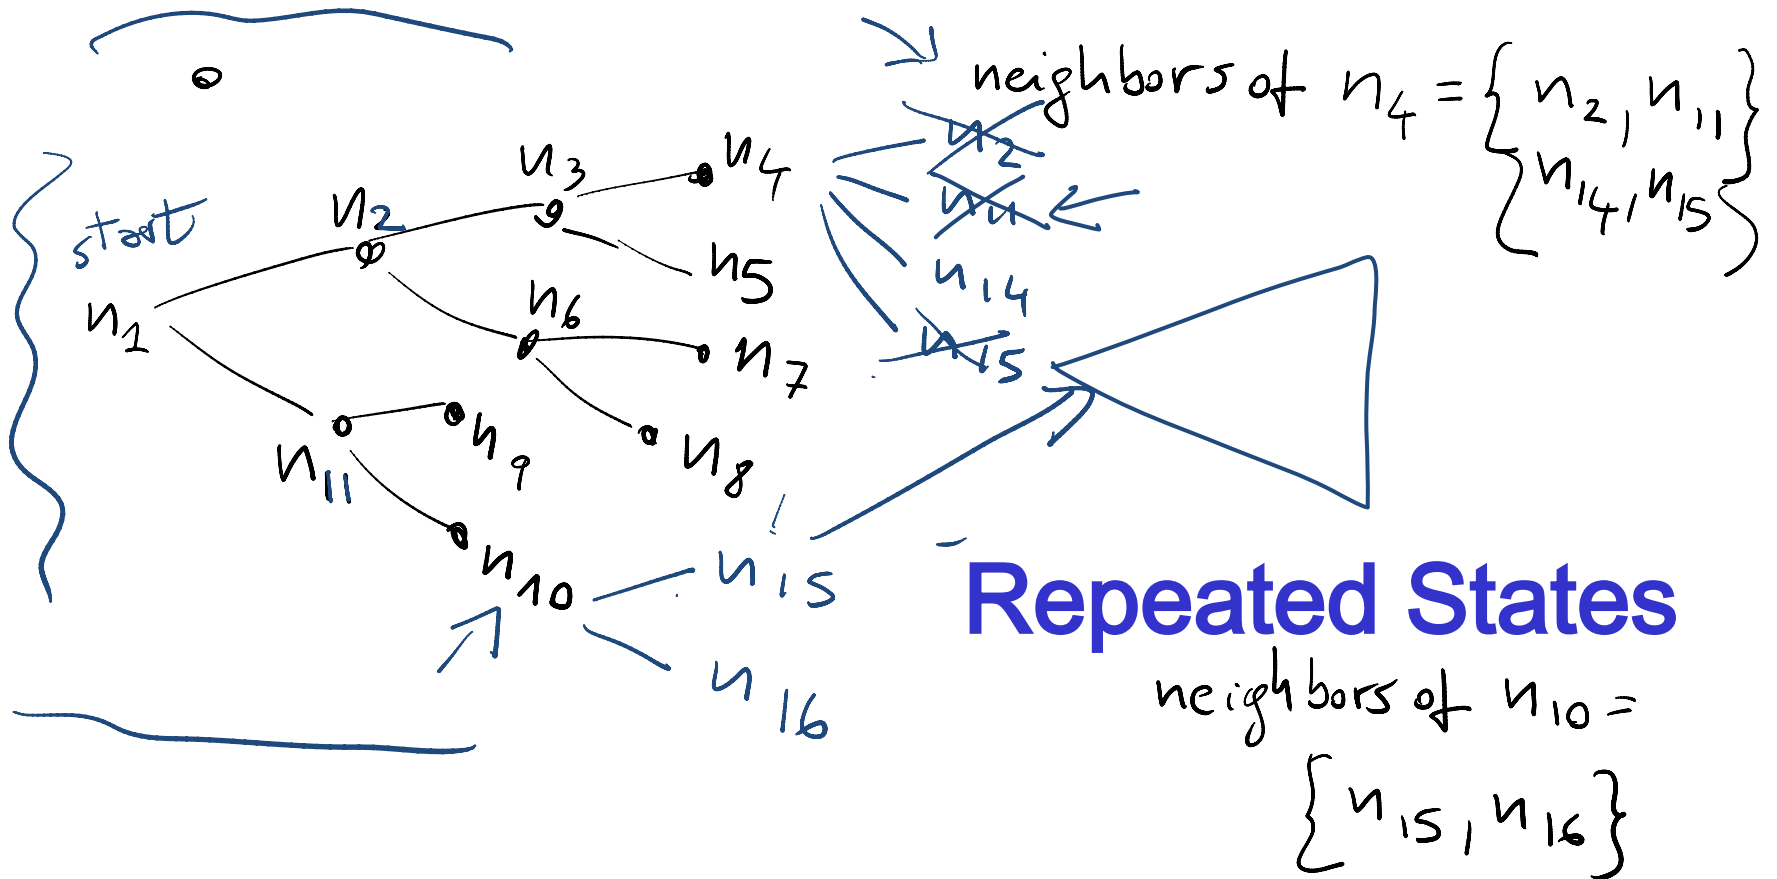 neighbors of n4 = { n2, n11
n14, n15 }
start
n1
n2
n3
n4
n5
n6
n7
n8
n11
n9
n10
n2
n11
n14
n15
n15
n16
Repeated States
neighbors of n10 =
{ n15, n16 }